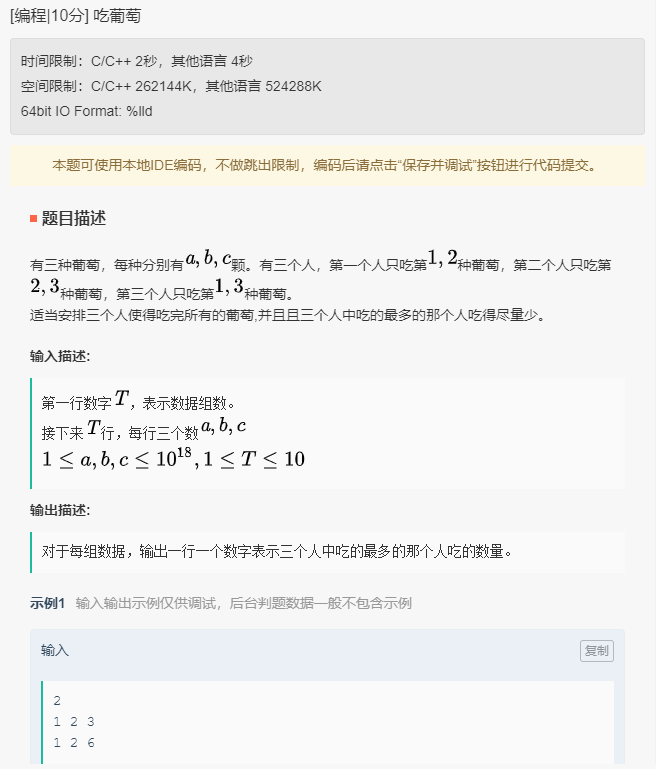 [编程|10分] 吃葡萄
时间限制：C/C++ 2秒，其他语言 4秒
空间限制：C/C++ 262144K，其他语言 524288K
64bit IO Format: %lld
本题可使用本地IDE编码，不做跳出限制，编码后请点击“保存并调试”按钮进行代码提交。
题目描述
有三种葡萄，每种分别有a, b, c颗。有三个人，第一个人只吃第1, 2种葡萄，第二个人只吃第
2, 3种葡萄，第三个人只吃第1, 3种葡萄。
适当安排三个人使得吃完所有的葡萄,并且且三个人中吃的最多的那个人吃得尽量少。
输入描述:
第一行数字T，表示数据组数。
接下来T行，每行三个数a, b, c
1 ≤ a, b, c ≤ 10^18, 1 ≤ T ≤ 10
输出描述:
对于每组数据，输出一行一个数字表示三个人中吃的最多的那个人吃的数量。
示例1 输入输出示例仅供调试，后台判题数据一般不包含示例
输入 复制
2
1 2 3
1 2 6